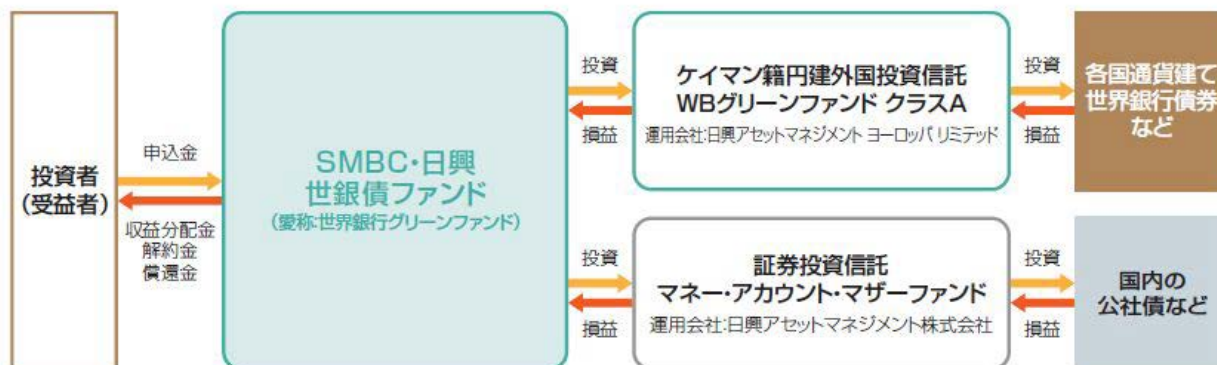 投資者
(受益者)
申込金
収益分配金
解約金
償還金
SMBC・日興
世銀債ファンド
(愛称:世界銀行グリーンファンド)
投資
損益
ケイマン籍円建外国投資信託
WBグリーンファンド クラスA
運用会社:日興アセットマネジメント ヨーロッパ リミテッド
投資
損益
各国通貨建て
世界銀行債券
など
投資
損益
証券投資信託
マネー・アカウント・マザーファンド
運用会社:日興アセットマネジメント株式会社
投資
損益
国内の
公社債など